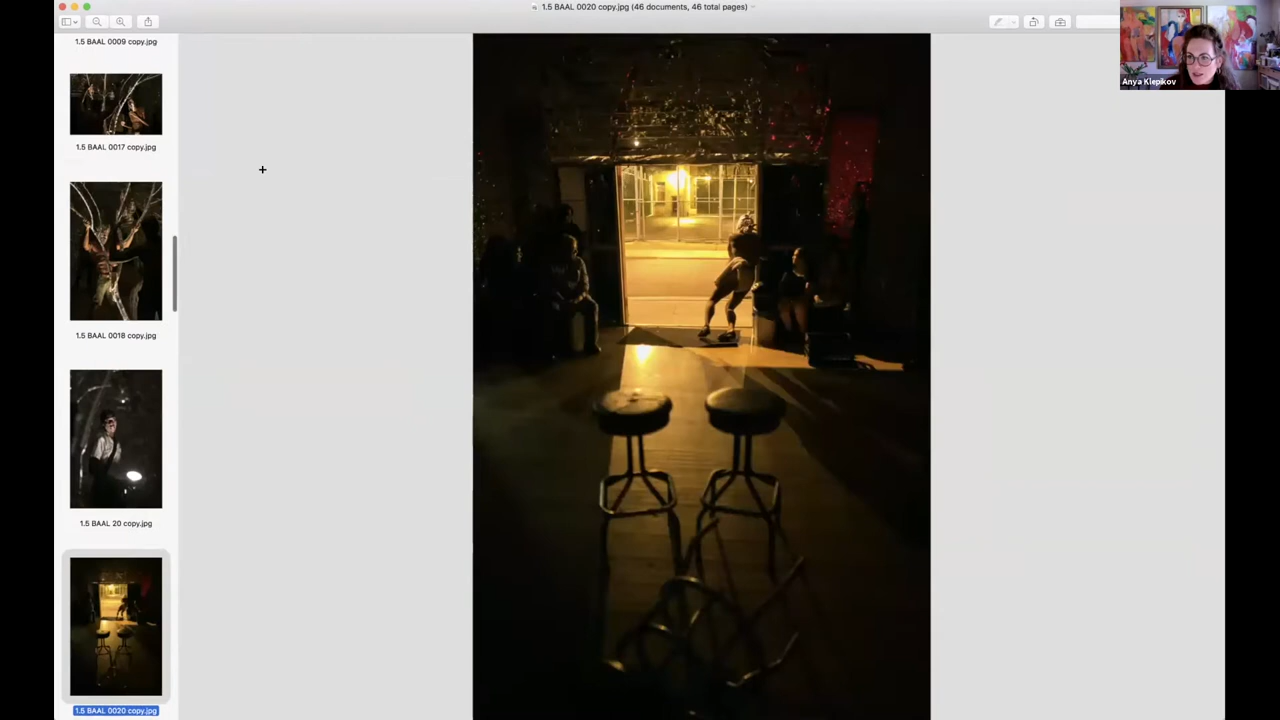 1.5 BAAL 0020 copy.jpg (46 documents, 46 total pages)
1.5 BAAL 0009 copy.jpg
1.5 BAAL 0017 copy.jpg
1.5 BAAL 0018 copy.jpg
1.5 BAAL 20 copy.jpg
1.5 BAAL 0020 copy.jpg
Anya Klepikov